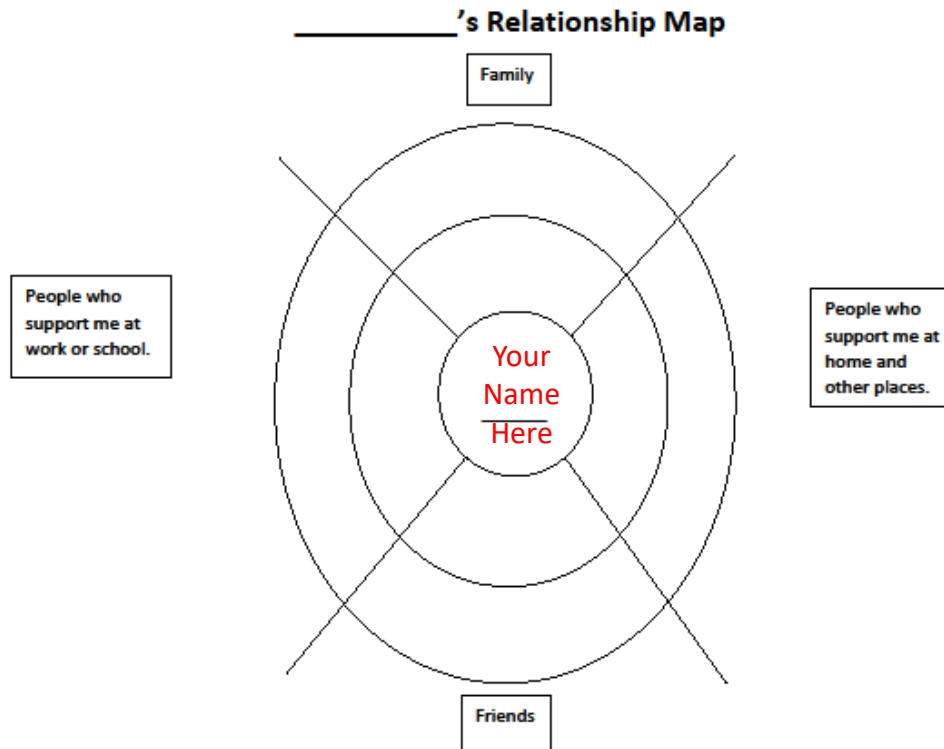 __________'s Relationship Map
Family
People who
support me at
work or school.
Your
Name
Here
People who
support me at
home and
other places.
Friends